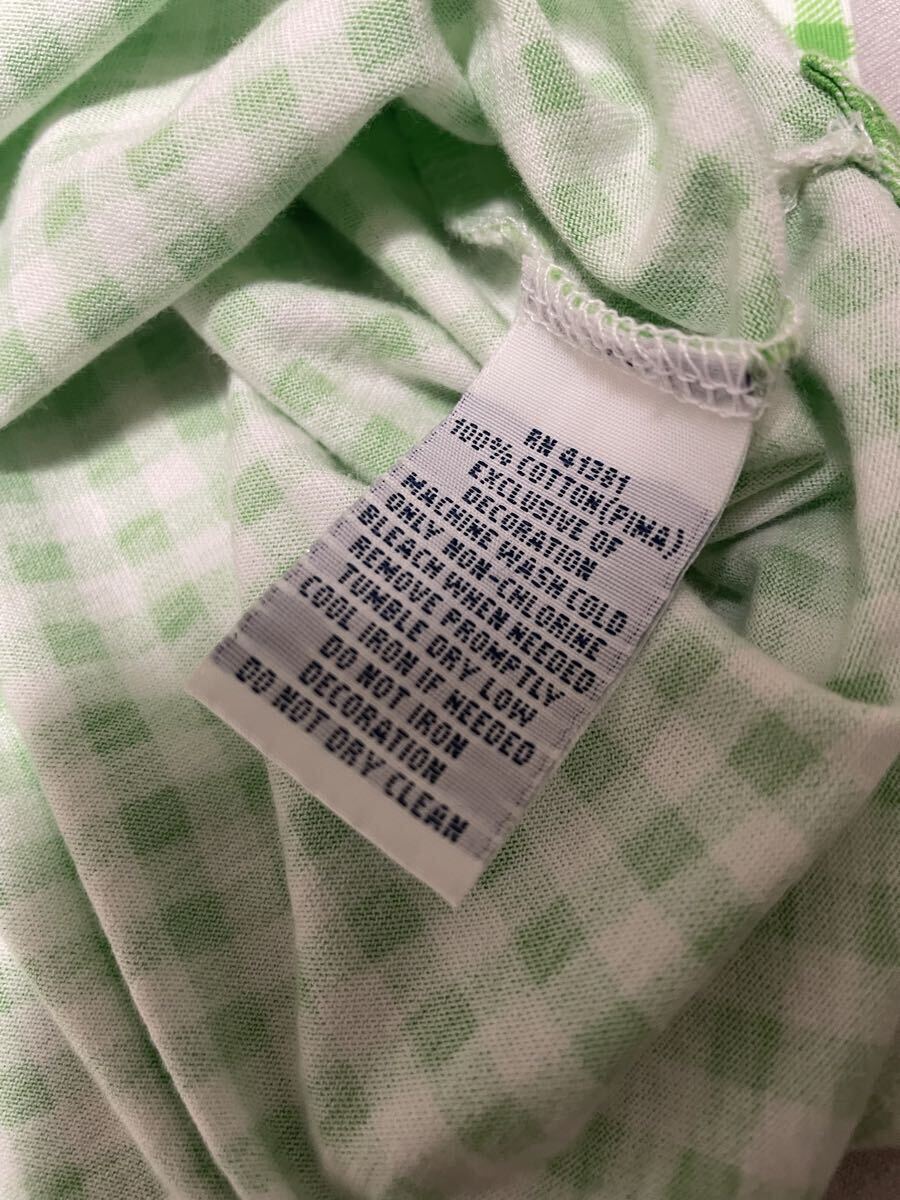 RN 41381
100% COTTON(PIMA)
EXCLUSIVE OF
DECORATION
MACHINE WASH COLD
ONLY NON-CHLORINE
BLEACH WHEN NEEDED
REMOVE PROMPTLY
TUMBLE DRY LOW
COOL IRON IF NEEDED
DO NOT IRON
DECORATION
DO NOT DRY CLEAN